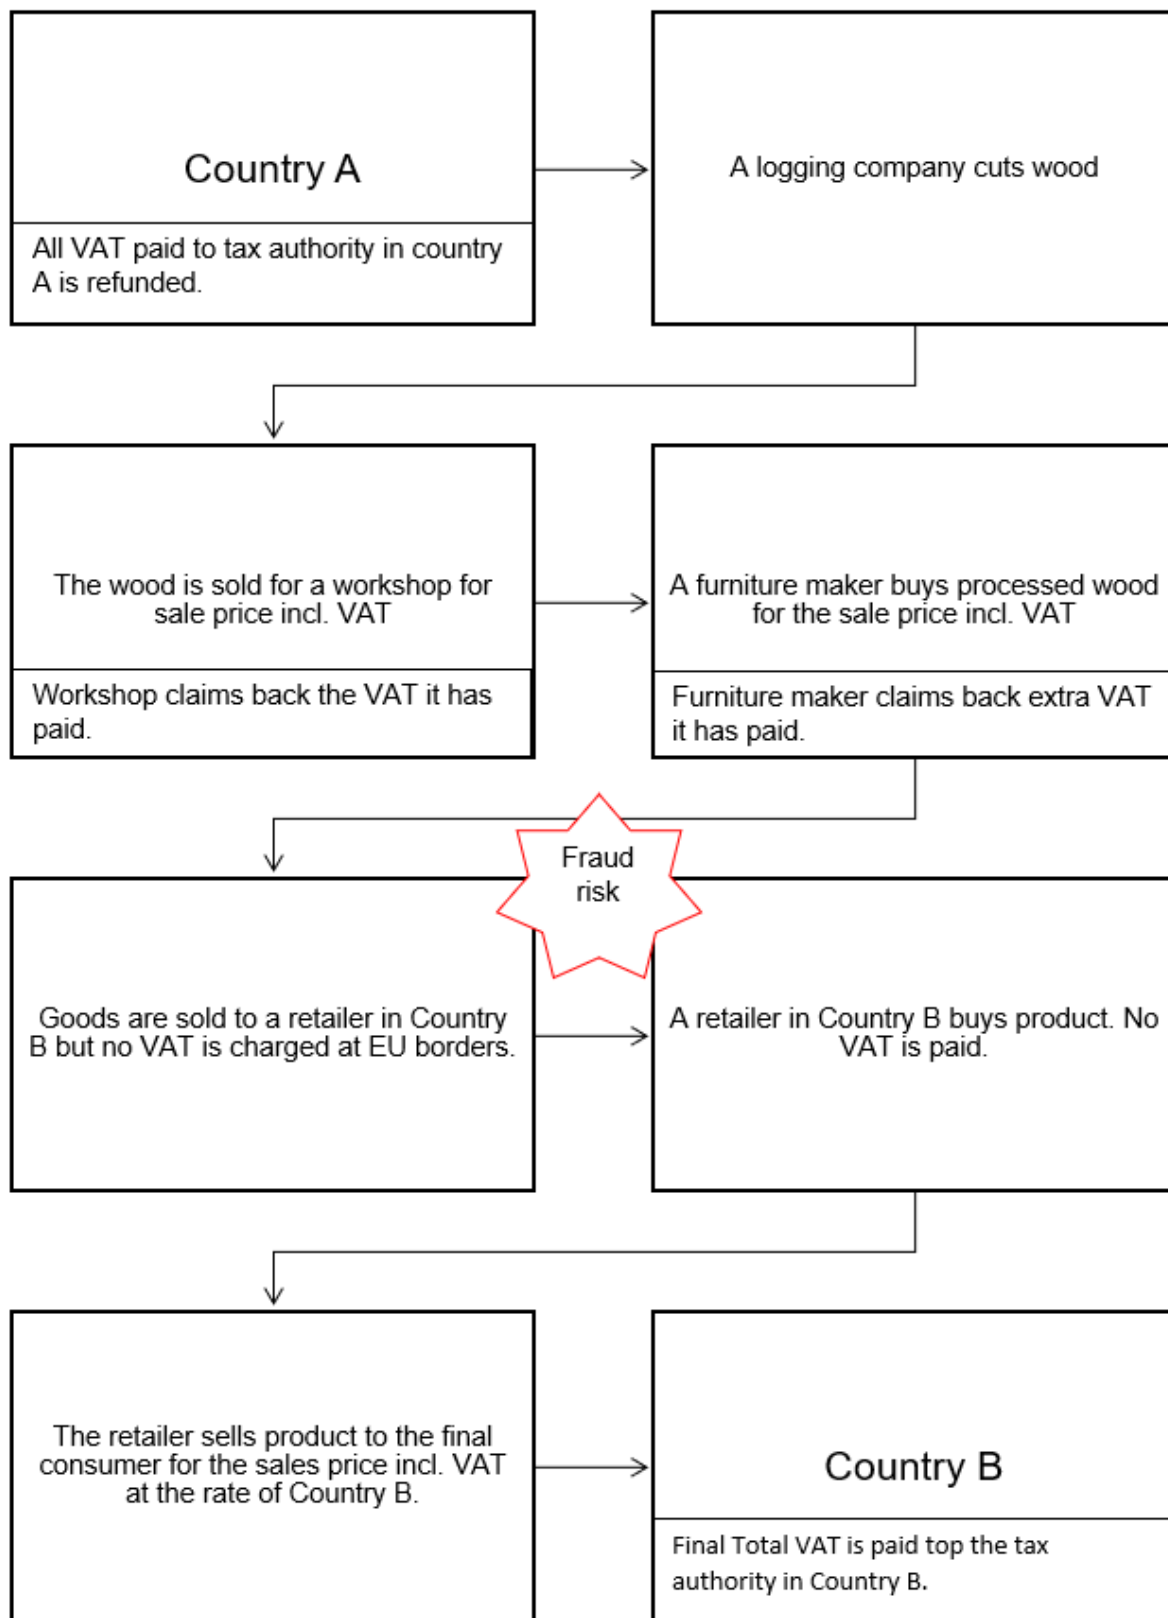 Country A
All VAT paid to tax authority in country
A is refunded.
A logging company cuts wood
The wood is sold for a workshop for
sale price incl. VAT
Workshop claims back the VAT it has
paid.
A furniture maker buys processed wood
for the sale price incl. VAT
Furniture maker claims back extra VAT
it has paid.
Fraud
risk
Goods are sold to a retailer in Country
B but no VAT is charged at EU borders.
A retailer in Country B buys product. No
VAT is paid.
The retailer sells product to the final
consumer for the sales price incl. VAT
at the rate of Country B.
Country B
Final Total VAT is paid top the tax
authority in Country B.